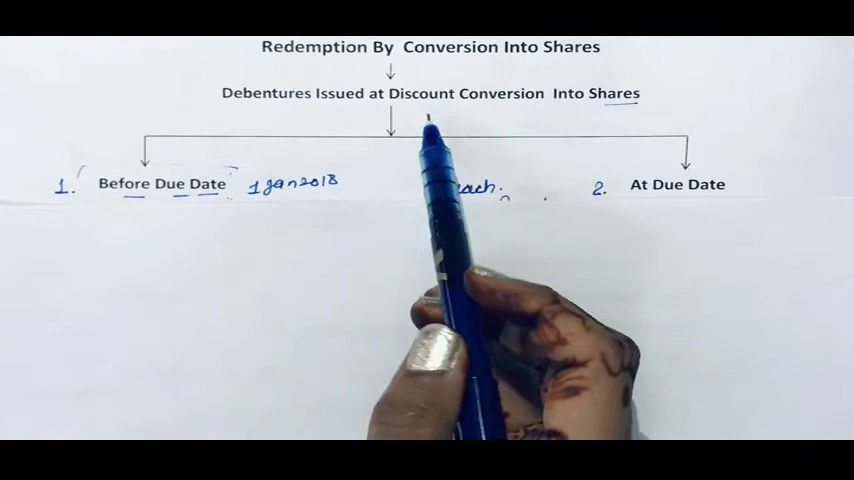 Redemption By Conversion Into Shares
Debentures Issued at Discount Conversion Into Shares
1. Before Due Date 1 Jan 2018
2. At Due Date